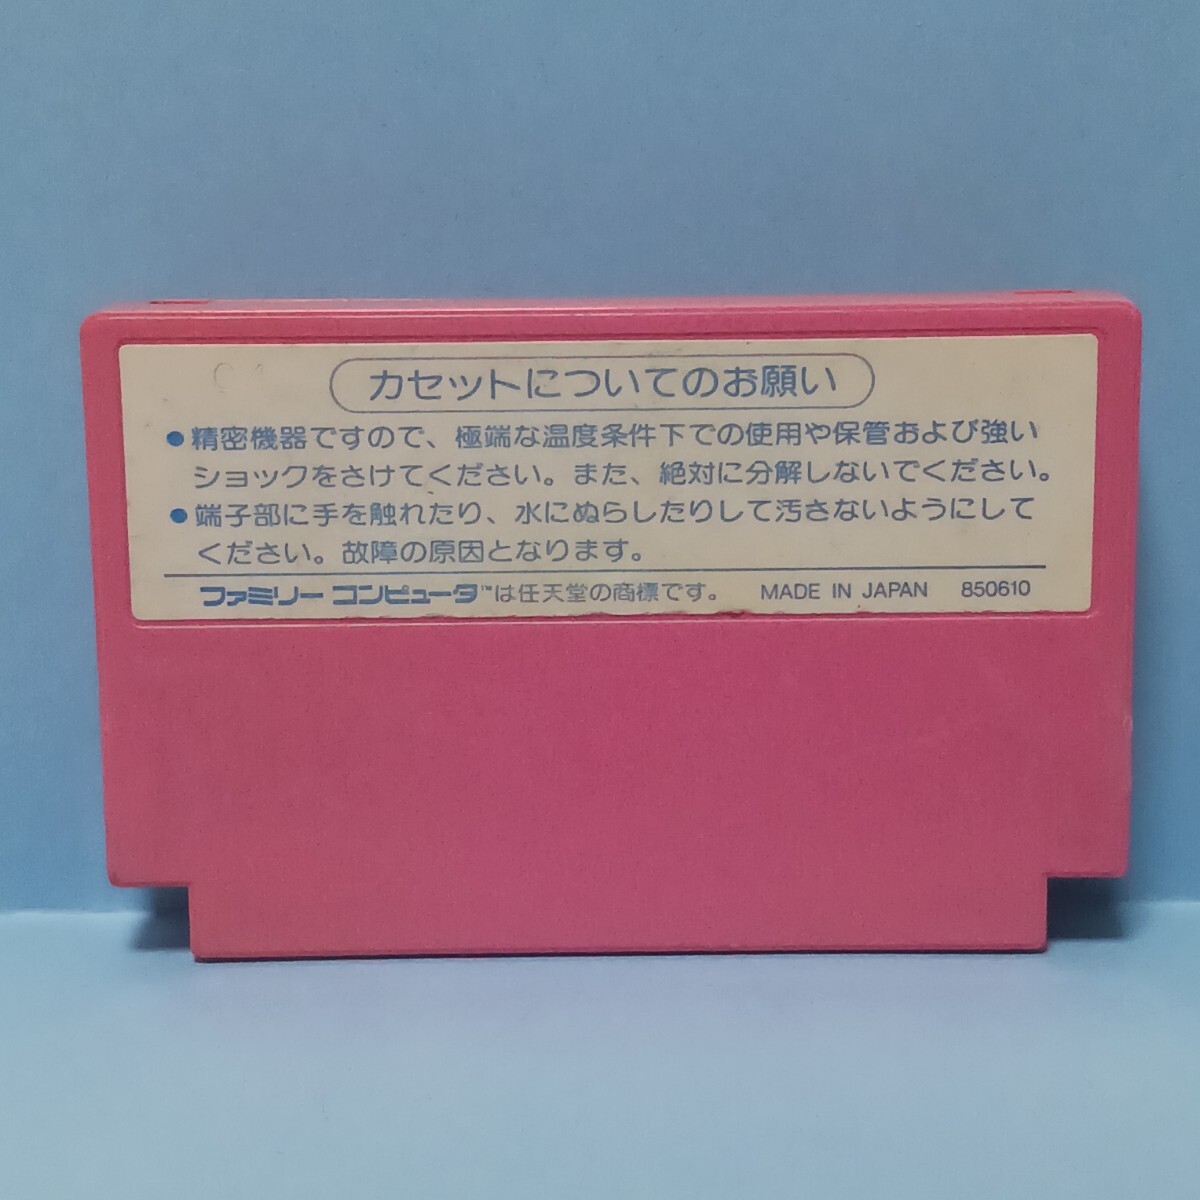 カセットについてのお願い
●精密機器ですので、極端な温度条件下での使用や保管および強い
ショックをさけてください。また、絶対に分解しないでください。
●端子部に手を触れたり、水にぬらしたりして汚さないようにして
ください。故障の原因となります。
ファミリー コンピュータ™は任天堂の商標です。 MADE IN JAPAN 850610